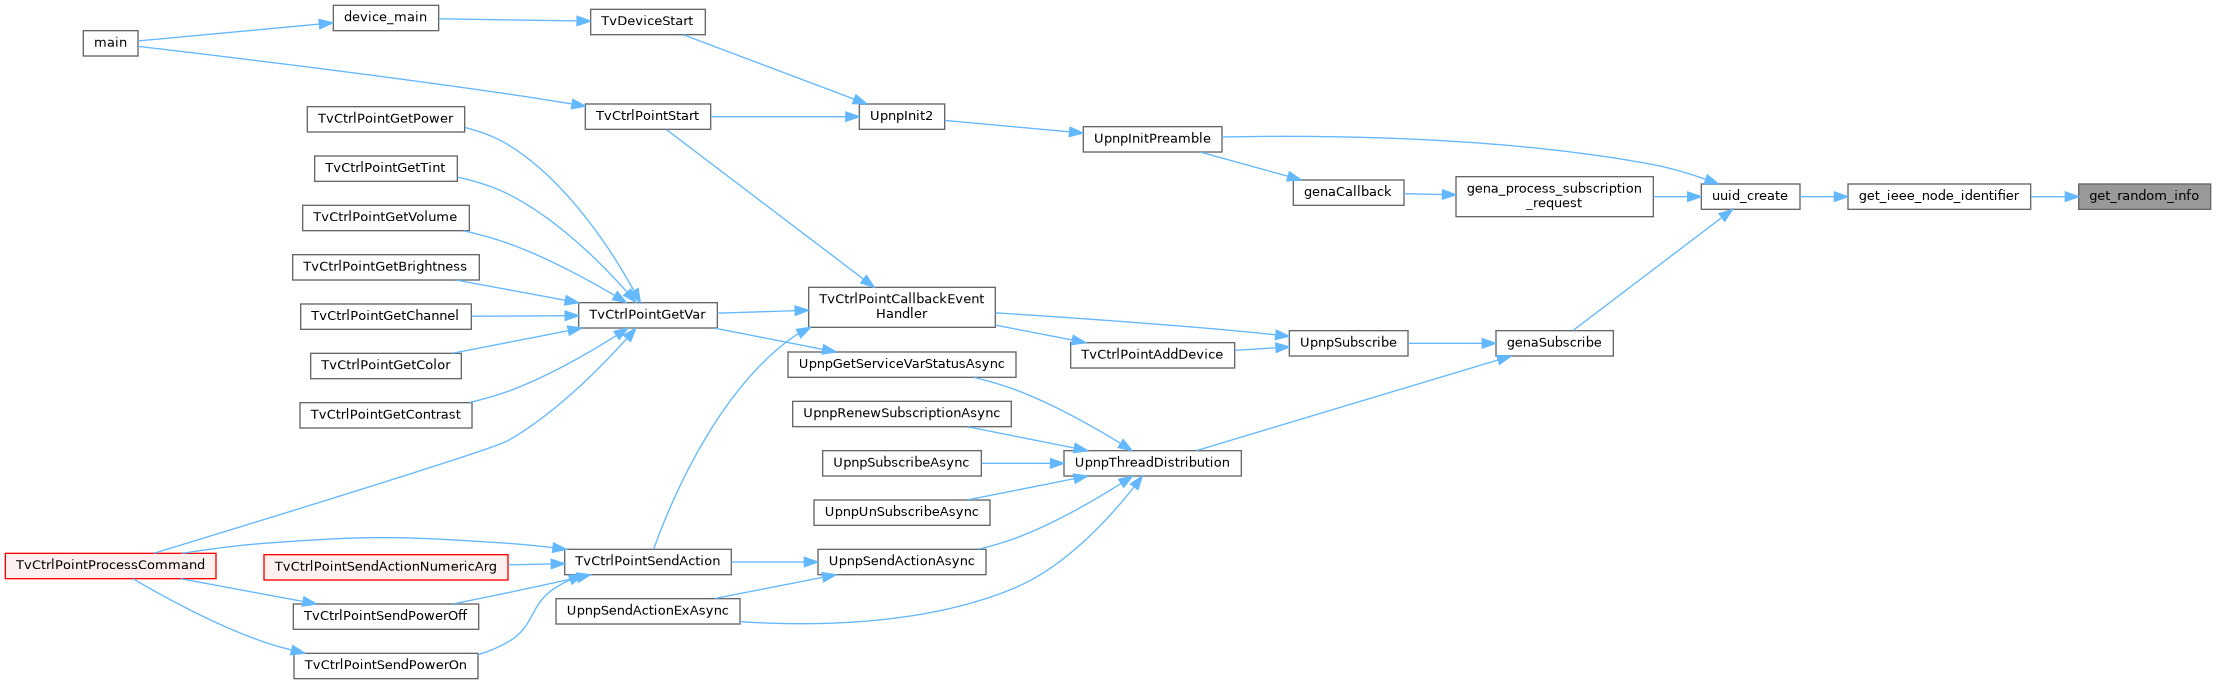 main
device_main
TvDeviceStart
TvCtrlPointStart
UpnpInit2
UpnpInitPreamble
genaCallback
gena_process_subscription
_request
uuid_create
get_ieee_node_identifier
get_random_info
TvCtrlPointGetPower
TvCtrlPointGetTint
TvCtrlPointGetVolume
TvCtrlPointGetBrightness
TvCtrlPointGetChannel
TvCtrlPointGetColor
TvCtrlPointGetContrast
TvCtrlPointGetVar
TvCtrlPointCallbackEvent
Handler
UpnpGetServiceVarStatusAsync
TvCtrlPointAddDevice
UpnpSubscribe
genaSubscribe
UpnpRenewSubscriptionAsync
UpnpSubscribeAsync
UpnpUnSubscribeAsync
UpnpThreadDistribution
UpnpSendActionAsync
TvCtrlPointSendAction
UpnpSendActionExAsync
TvCtrlPointProcessCommand
TvCtrlPointSendActionNumericArg
TvCtrlPointSendPowerOff
TvCtrlPointSendPowerOn